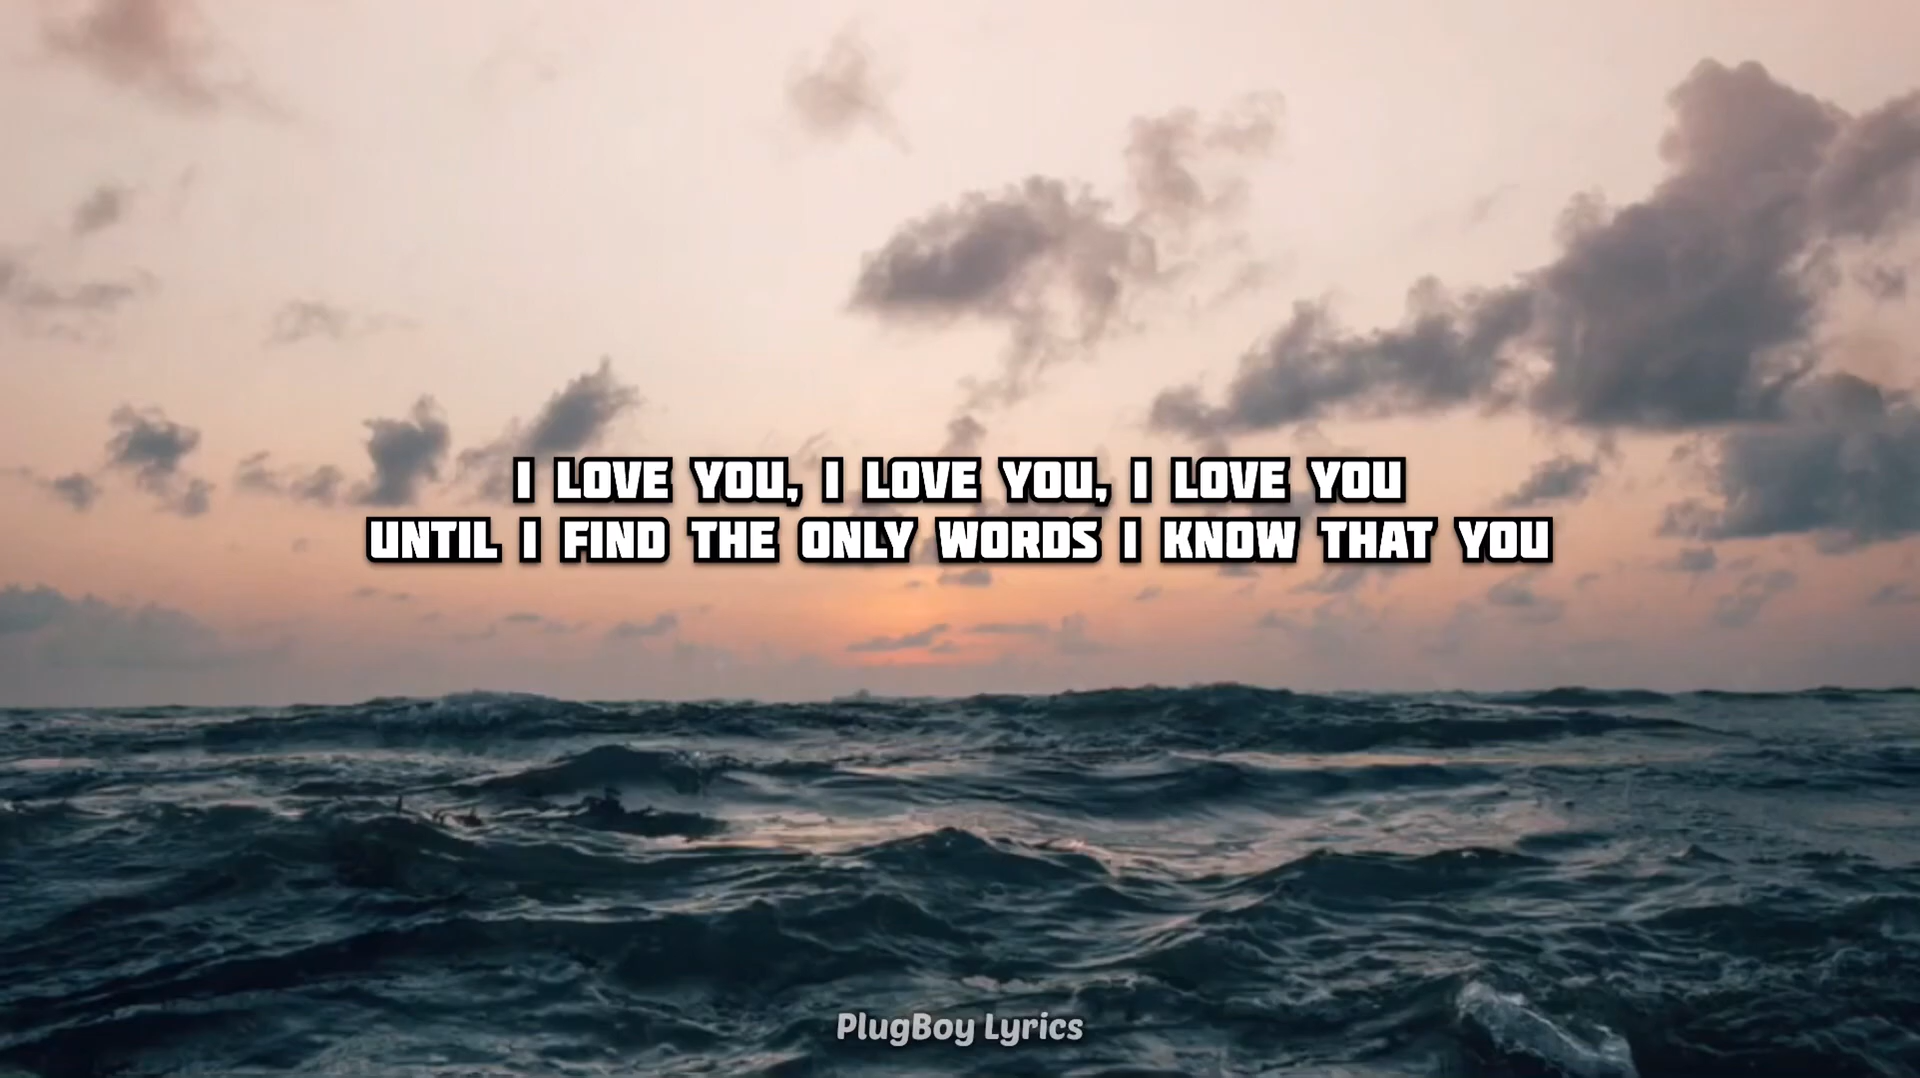 I LOVE YOU, I LOVE YOU, I LOVE YOU
UNTIL I FIND THE ONLY WORDS I KNOW THAT YOU
PlugBoy Lyrics